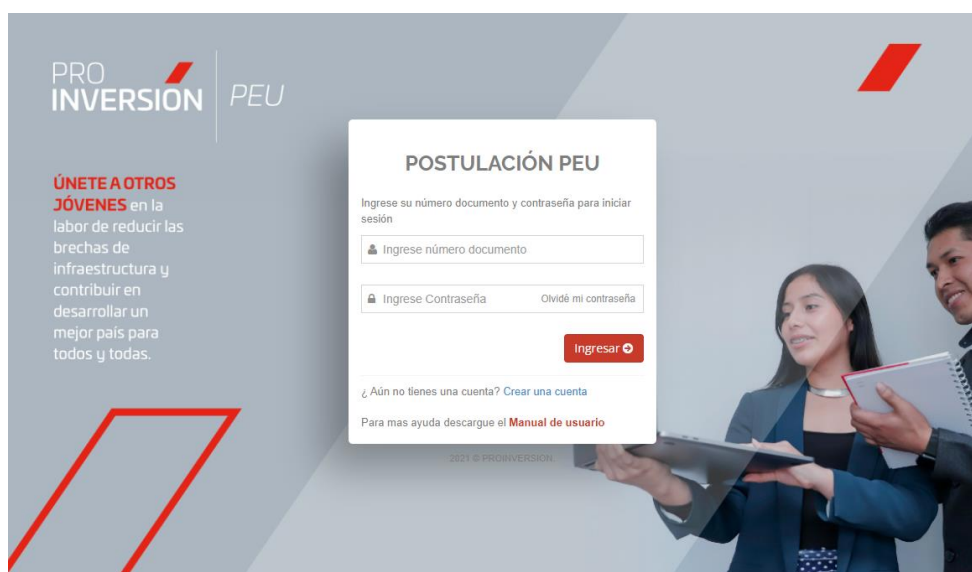 PRO
INVERSIÓN
PEU
ÚNETE A OTROS
JÓVENES en la
labor de reducir las
brechas de
infraestructura y
contribuir en
desarrollar un
mejor país para
todos y todas.
POSTULACIÓN PEU
Ingrese su número documento y contraseña para iniciar
sesión
Ingrese número documento
Ingrese Contraseña
Olvidé mi contraseña
Ingresar
¿ Aún no tienes una cuenta? Crear una cuenta
Para mas ayuda descargue el Manual de usuario
2021 © PROINVERSION.